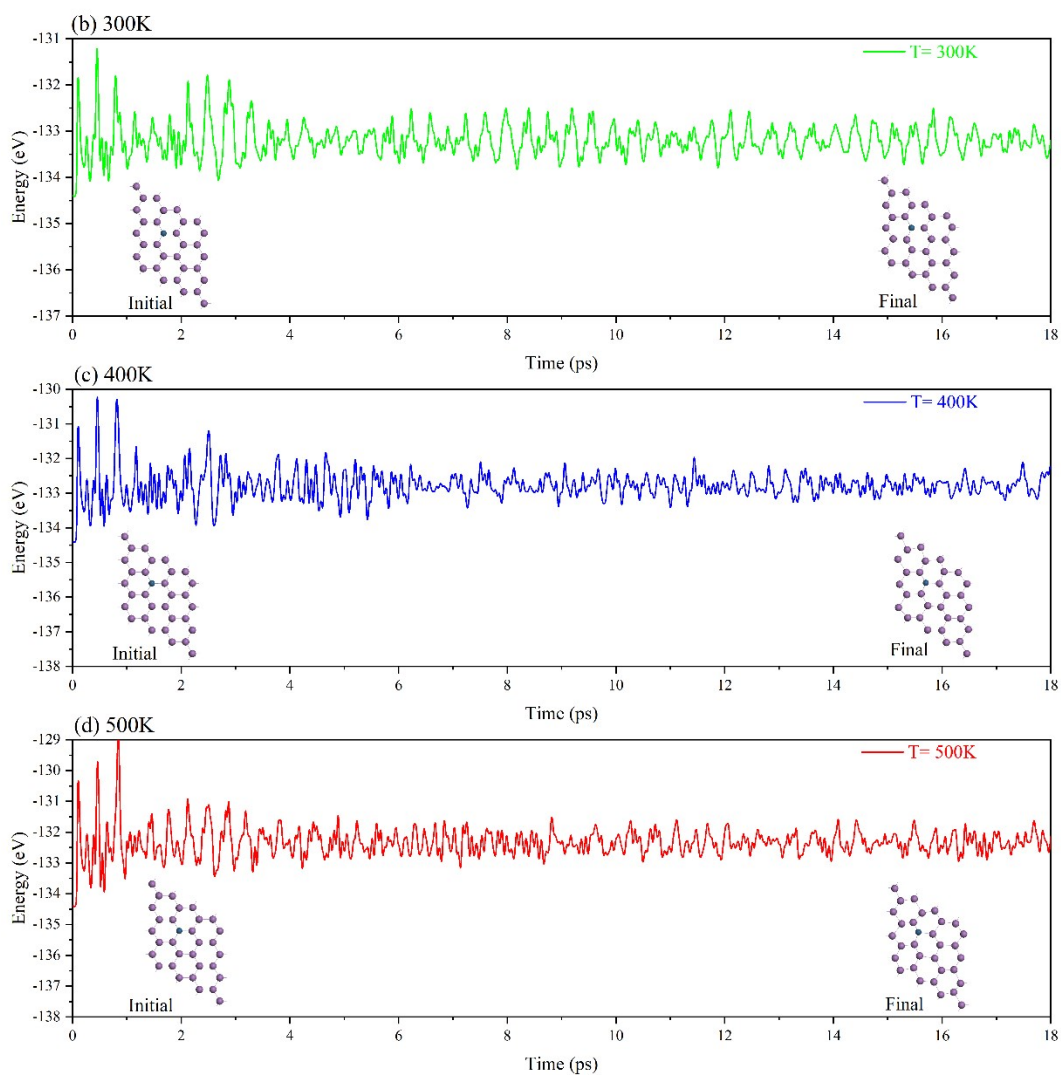 (b) 300K
-131
-132
-133
-134
-135
-136
-137
Energy (eV)
T= 300K
Initial
Final
0 2 4 6 8 10 12 14 16 18
Time (ps)
(c) 400K
-130
-131
-132
-133
-134
-135
-136
-137
-138
Energy (eV)
T= 400K
Initial
Final
0 2 4 6 8 10 12 14 16 18
Time (ps)
(d) 500K
-129
-130
-131
-132
-133
-134
-135
-136
-137
-138
Energy (eV)
T= 500K
Initial
Final
0 2 4 6 8 10 12 14 16 18
Time (ps)